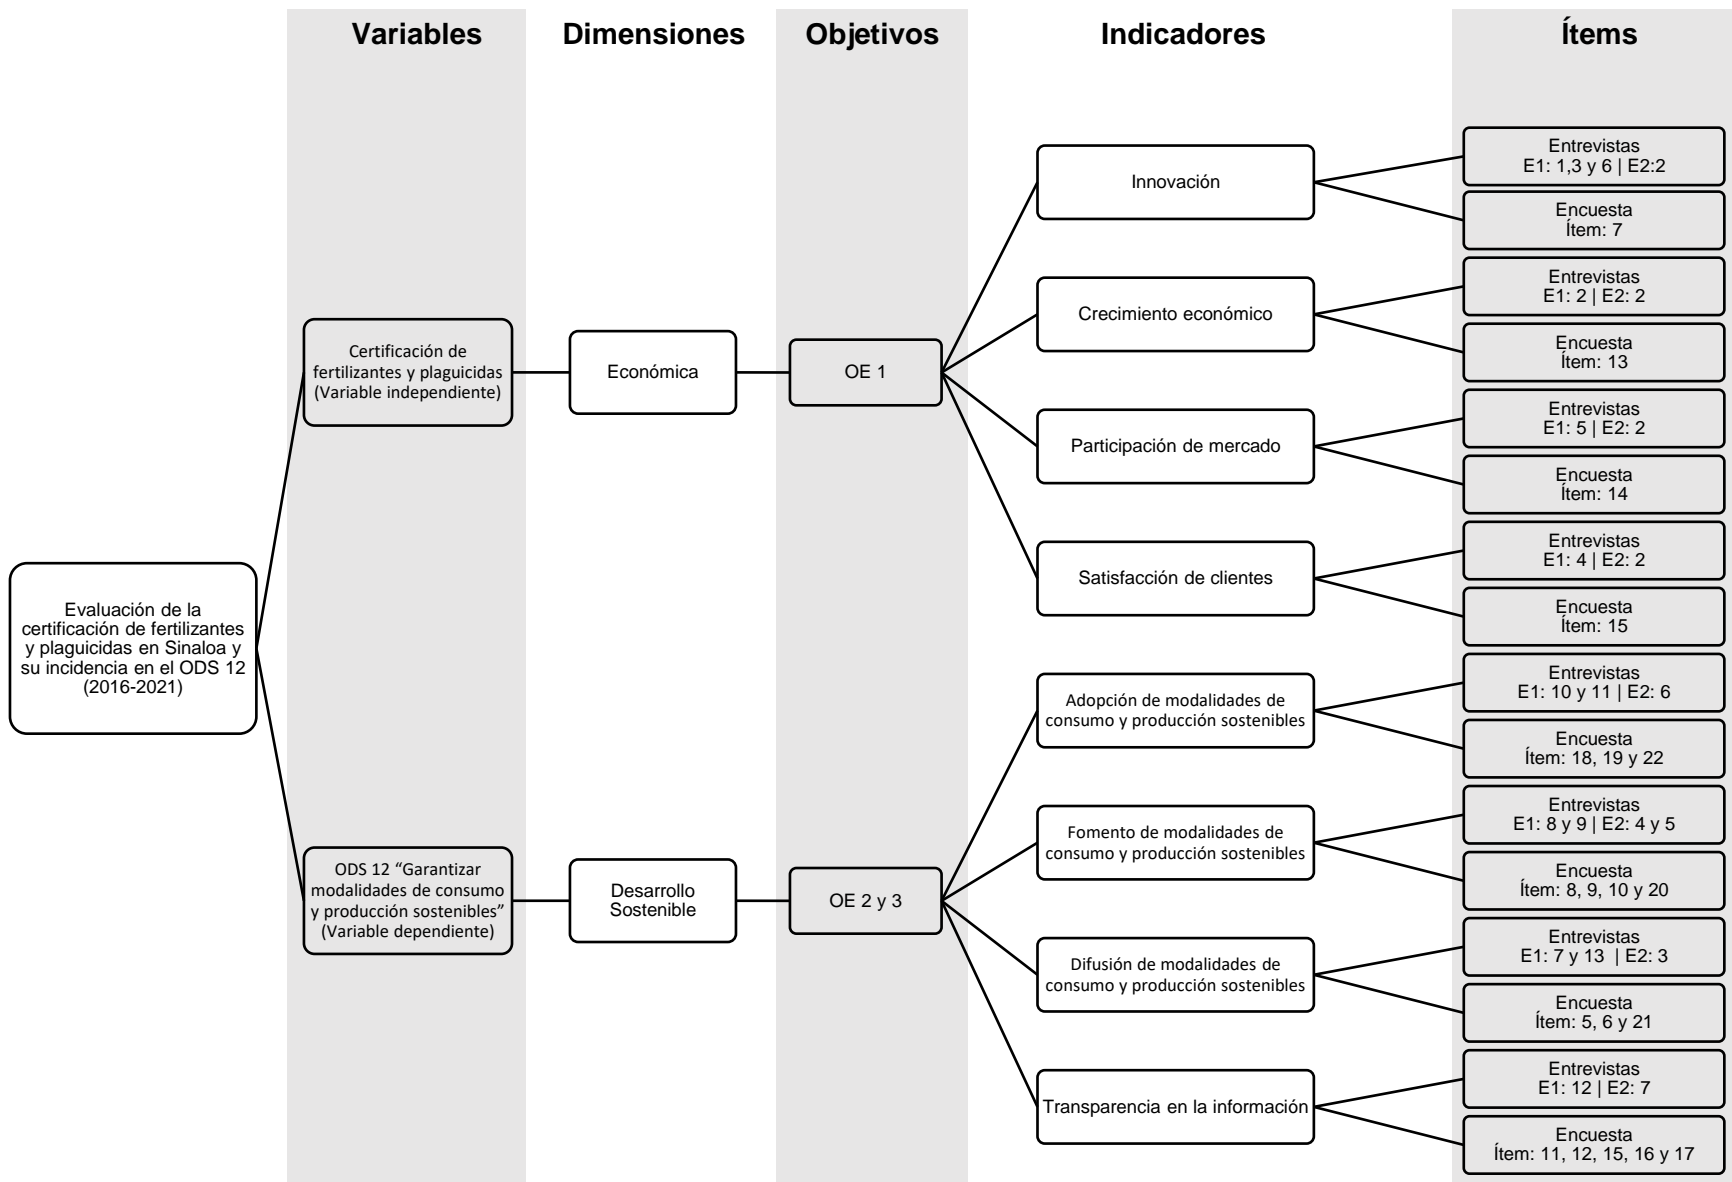 Variables
Dimensiones
Objetivos
Indicadores
Ítems
Evaluación de la
certificación de fertilizantes
y plaguicidas en Sinaloa y
su incidencia en el ODS 12
(2016-2021)
Certificación de
fertilizantes y plaguicidas
(Variable independiente)
Económica
OE 1
Innovación
Entrevistas
E1: 1,3 y 6 | E2:2
Encuesta
Ítem: 7
Crecimiento económico
Entrevistas
E1: 2 | E2: 2
Encuesta
Ítem: 13
Participación de mercado
Entrevistas
E1: 5 | E2: 2
Encuesta
Ítem: 14
Satisfacción de clientes
Entrevistas
E1: 4 | E2: 2
Encuesta
Ítem: 15
ODS 12 “Garantizar
modalidades de consumo
y producción sostenibles”
(Variable dependiente)
Desarrollo
Sostenible
OE 2 y 3
Adopción de modalidades de
consumo y producción sostenibles
Entrevistas
E1: 10 y 11 | E2: 6
Encuesta
Ítem: 18, 19 y 22
Fomento de modalidades de
consumo y producción sostenibles
Entrevistas
E1: 8 y 9 | E2: 4 y 5
Encuesta
Ítem: 8, 9, 10 y 20
Difusión de modalidades de
consumo y producción sostenibles
Entrevistas
E1: 7 y 13 | E2: 3
Encuesta
Ítem: 5, 6 y 21
Transparencia en la información
Entrevistas
E1: 12 | E2: 7
Encuesta
Ítem: 11, 12, 15, 16 y 17